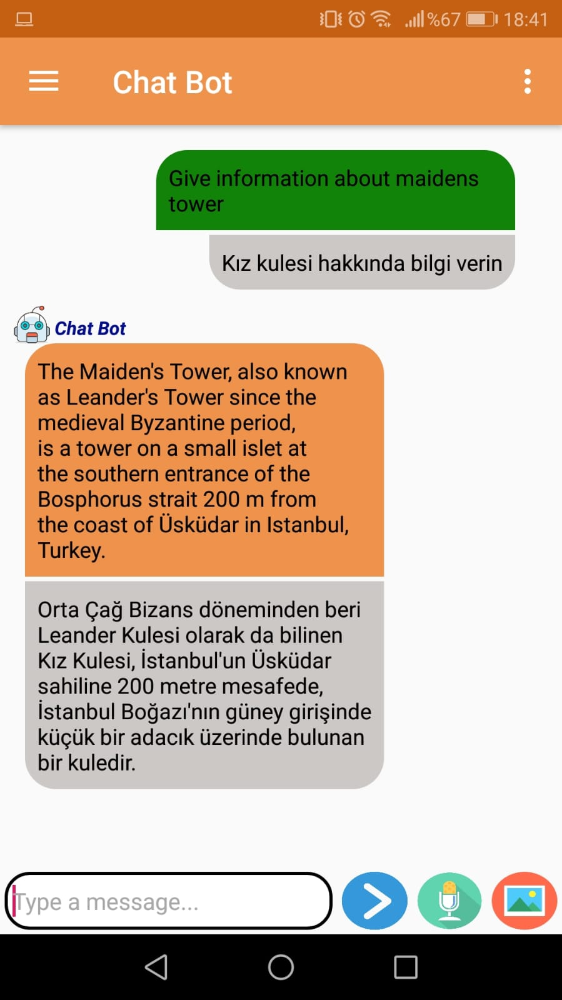 %67 18:41
Chat Bot
Give information about maidens
tower
Kız kulesi hakkında bilgi verin
Chat Bot
The Maiden's Tower, also known
as Leander's Tower since the
medieval Byzantine period,
is a tower on a small islet at
the southern entrance of the
Bosphorus strait 200 m from
the coast of Üsküdar in Istanbul,
Turkey.
Orta Çağ Bizans döneminden beri
Leander Kulesi olarak da bilinen
Kız Kulesi, İstanbul'un Üsküdar
sahiline 200 metre mesafede,
İstanbul Boğazı'nın güney girişinde
küçük bir adacık üzerinde bulunan
bir kuledir.
Type a message...